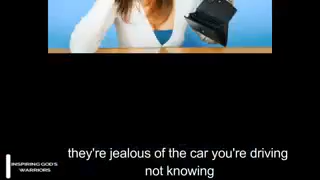 they're jealous of the car you're driving
not knowing
INSPIRING GOD'S
WARRIORS